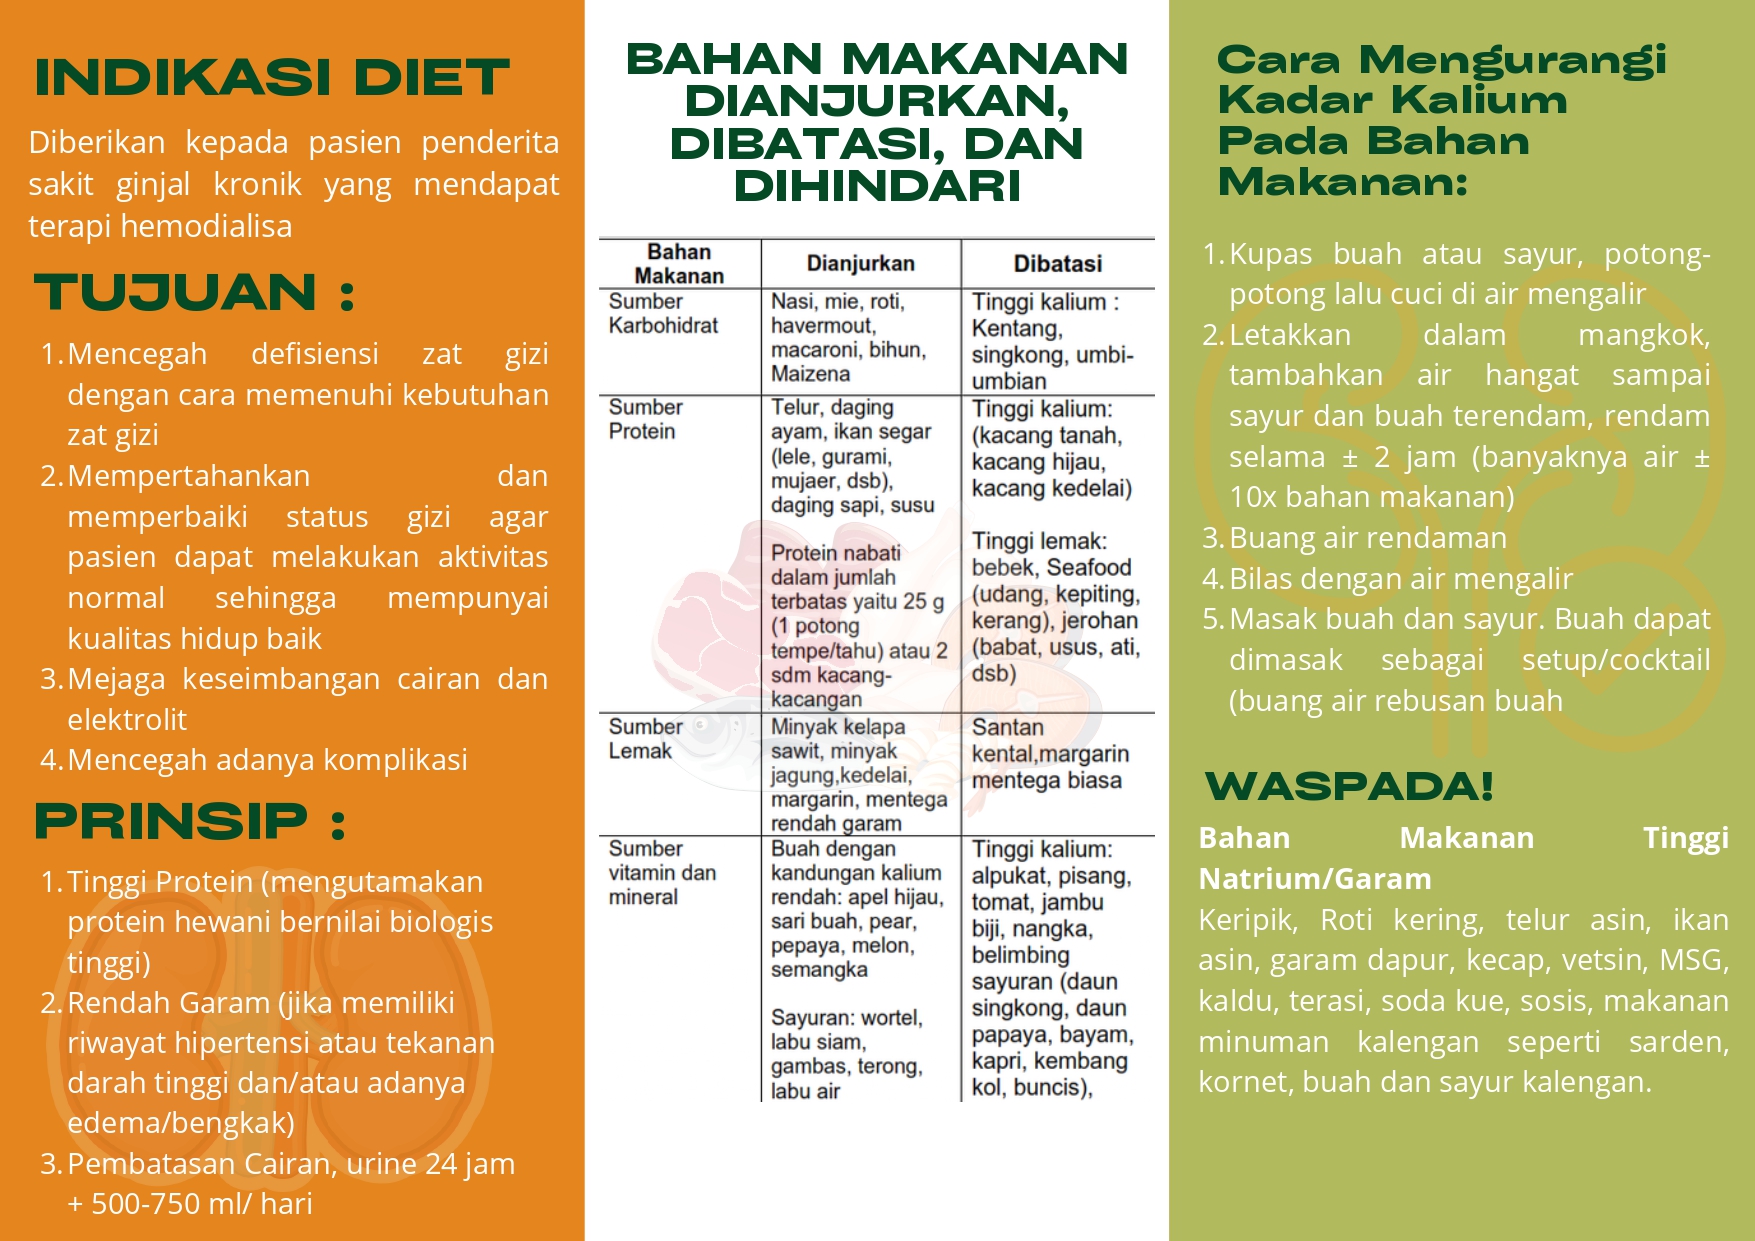 INDIKASI DIET
Diberikan kepada pasien penderita
sakit ginjal kronik yang mendapat
terapi hemodialisa
TUJUAN :
1. Mencegah defisiensi zat gizi
dengan cara memenuhi kebutuhan
zat gizi
2. Mempertahankan dan
memperbaiki status gizi agar
pasien dapat melakukan aktivitas
normal sehingga mempunyai
kualitas hidup baik
3. Mejaga keseimbangan cairan dan
elektrolit
4. Mencegah adanya komplikasi
PRINSIP :
1. Tinggi Protein (mengutamakan
protein hewani bernilai biologis
tinggi)
2. Rendah Garam (jika memiliki
riwayat hipertensi atau tekanan
darah tinggi dan/atau adanya
edema/bengkak)
3. Pembatasan Cairan, urine 24 jam
+ 500-750 ml/ hari
BAHAN MAKANAN
DIANJURKAN,
DIBATASI, DAN
DIHINDARI
Bahan
Makanan
Dianjurkan
Dibatasi
Sumber
Karbohidrat
Nasi, mie, roti,
havermout,
macaroni, bihun,
Maizena
Tinggi kalium :
Kentang,
singkong, umbi-
umbian
Sumber
Protein
Telur, daging
ayam, ikan segar
(lele, gurami,
mujaer, dsb),
daging sapi, susu
Protein nabati
dalam jumlah
terbatas yaitu 25 g
(1 potong
tempe/tahu) atau 2
sdm kacang-
kacangan
Tinggi kalium:
(kacang tanah,
kacang hijau,
kacang kedelai)
Tinggi lemak:
bebek, Seafood
(udang, kepiting,
kerang), jerohan
(babat, usus, ati,
dsb)
Sumber
Lemak
Minyak kelapa
sawit, minyak
jagung,kedelai,
margarin, mentega
rendah garam
Santan
kental,margarin
mentega biasa
Sumber
vitamin dan
mineral
Buah dengan
kandungan kalium
rendah: apel hijau,
sari buah, pear,
pepaya, melon,
semangka
Sayuran: wortel,
labu siam,
gambas, terong,
labu air
Tinggi kalium:
alpukat, pisang,
tomat, jambu
biji, nangka,
belimbing
sayuran (daun
singkong, daun
papaya, bayam,
kapri, kembang
kol, buncis),
Cara Mengurangi
Kadar Kalium
Pada Bahan
Makanan:
1. Kupas buah atau sayur, potong-
potong lalu cuci di air mengalir
2. Letakkan dalam mangkok,
tambahkan air hangat sampai
sayur dan buah terendam, rendam
selama ± 2 jam (banyaknya air ±
10x bahan makanan)
3. Buang air rendaman
4. Bilas dengan air mengalir
5. Masak buah dan sayur. Buah dapat
dimasak sebagai setup/cocktail
(buang air rebusan buah
WASPADA!
Bahan Makanan Tinggi
Natrium/Garam
Keripik, Roti kering, telur asin, ikan
asin, garam dapur, kecap, vetsin, MSG,
kaldu, terasi, soda kue, sosis, makanan
minuman kalengan seperti sarden,
kornet, buah dan sayur kalengan.